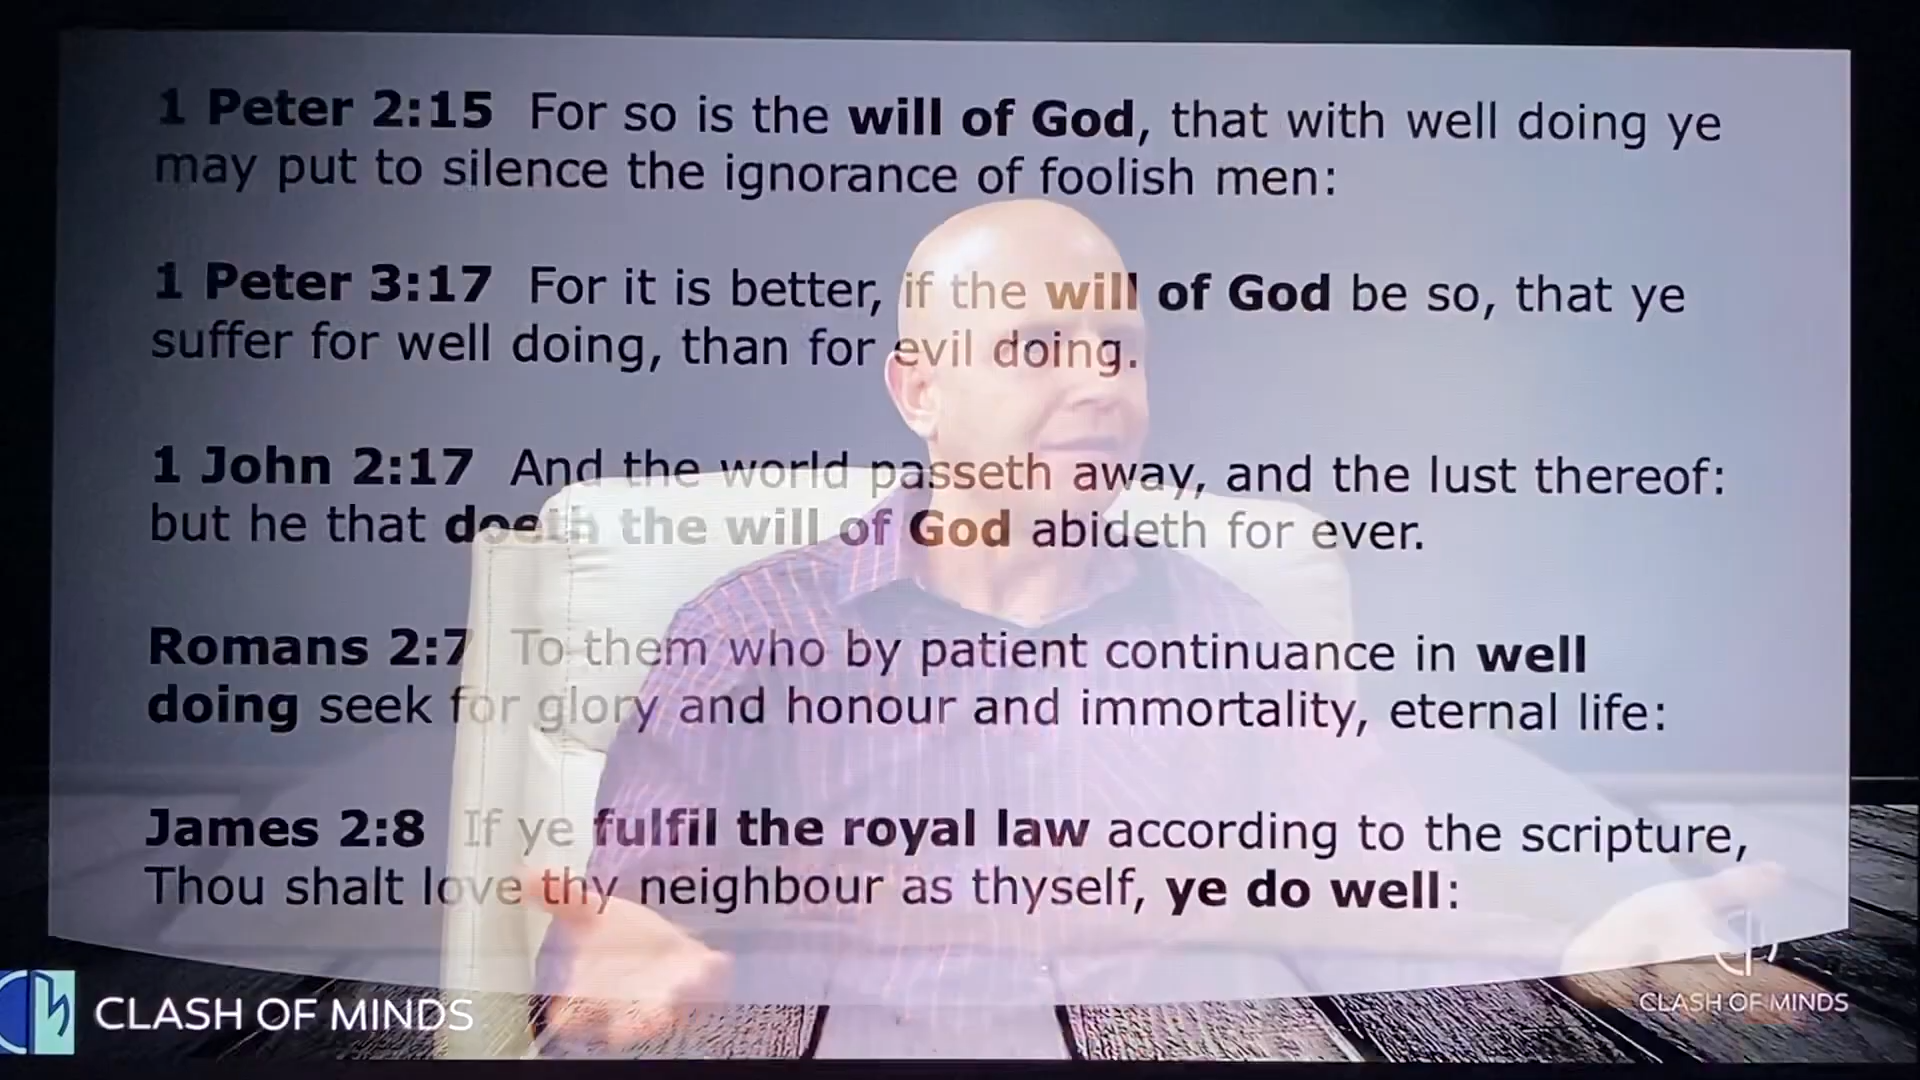 1 Peter 2:15 For so is the will of God, that with well doing ye
may put to silence the ignorance of foolish men:
1 Peter 3:17 For it is better, if the will of God be so, that ye
suffer for well doing, than for evil doing.
1 John 2:17 And the world passeth away, and the lust thereof:
but he that doeth the will of God abideth for ever.
Romans 2:7 To them who by patient continuance in well
doing seek for glory and honour and immortality, eternal life:
James 2:8 If ye fulfil the royal law according to the scripture,
Thou shalt love thy neighbour as thyself, ye do well:
CLASH OF MINDS
CLASH OF MINDS